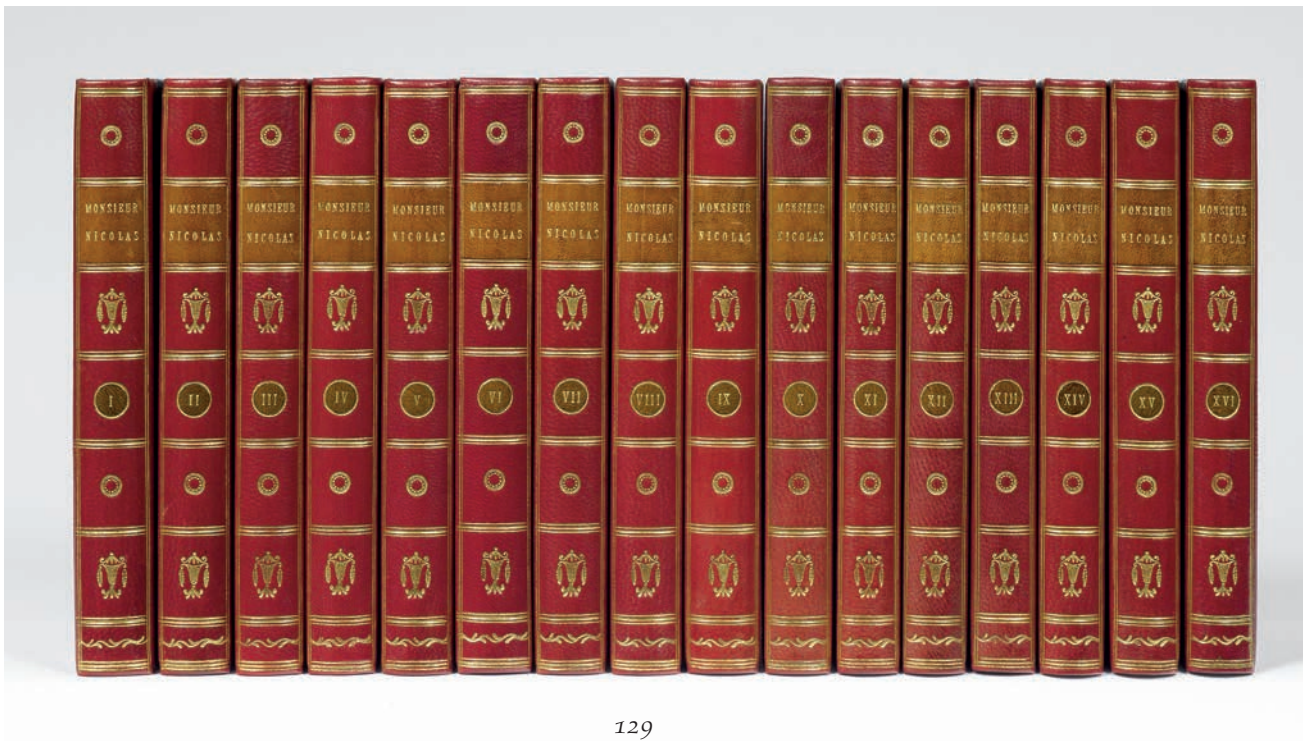 MONSIEUR
NICOLAS
I
MONSIEUR
NICOLAS
II
MONSIEUR
NICOLAS
III
MONSIEUR
NICOLAS
IV
MONSIEUR
NICOLAS
V
MONSIEUR
NICOLAS
VI
MONSIEUR
NICOLAS
VII
MONSIEUR
NICOLAS
VIII
MONSIEUR
NICOLAS
IX
MONSIEUR
NICOLAS
X
MONSIEUR
NICOLAS
XI
MONSIEUR
NICOLAS
XII
MONSIEUR
NICOLAS
XIII
MONSIEUR
NICOLAS
XIV
MONSIEUR
NICOLAS
XV
MONSIEUR
NICOLAS
XVI
129